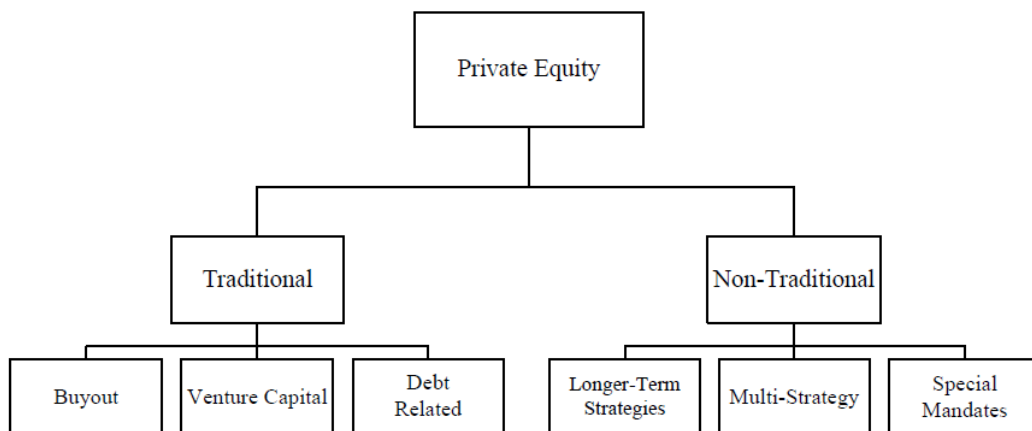 Private Equity
Traditional
Non-Traditional
Buyout
Venture Capital
Debt
Related
Longer-Term
Strategies
Multi-Strategy
Special
Mandates